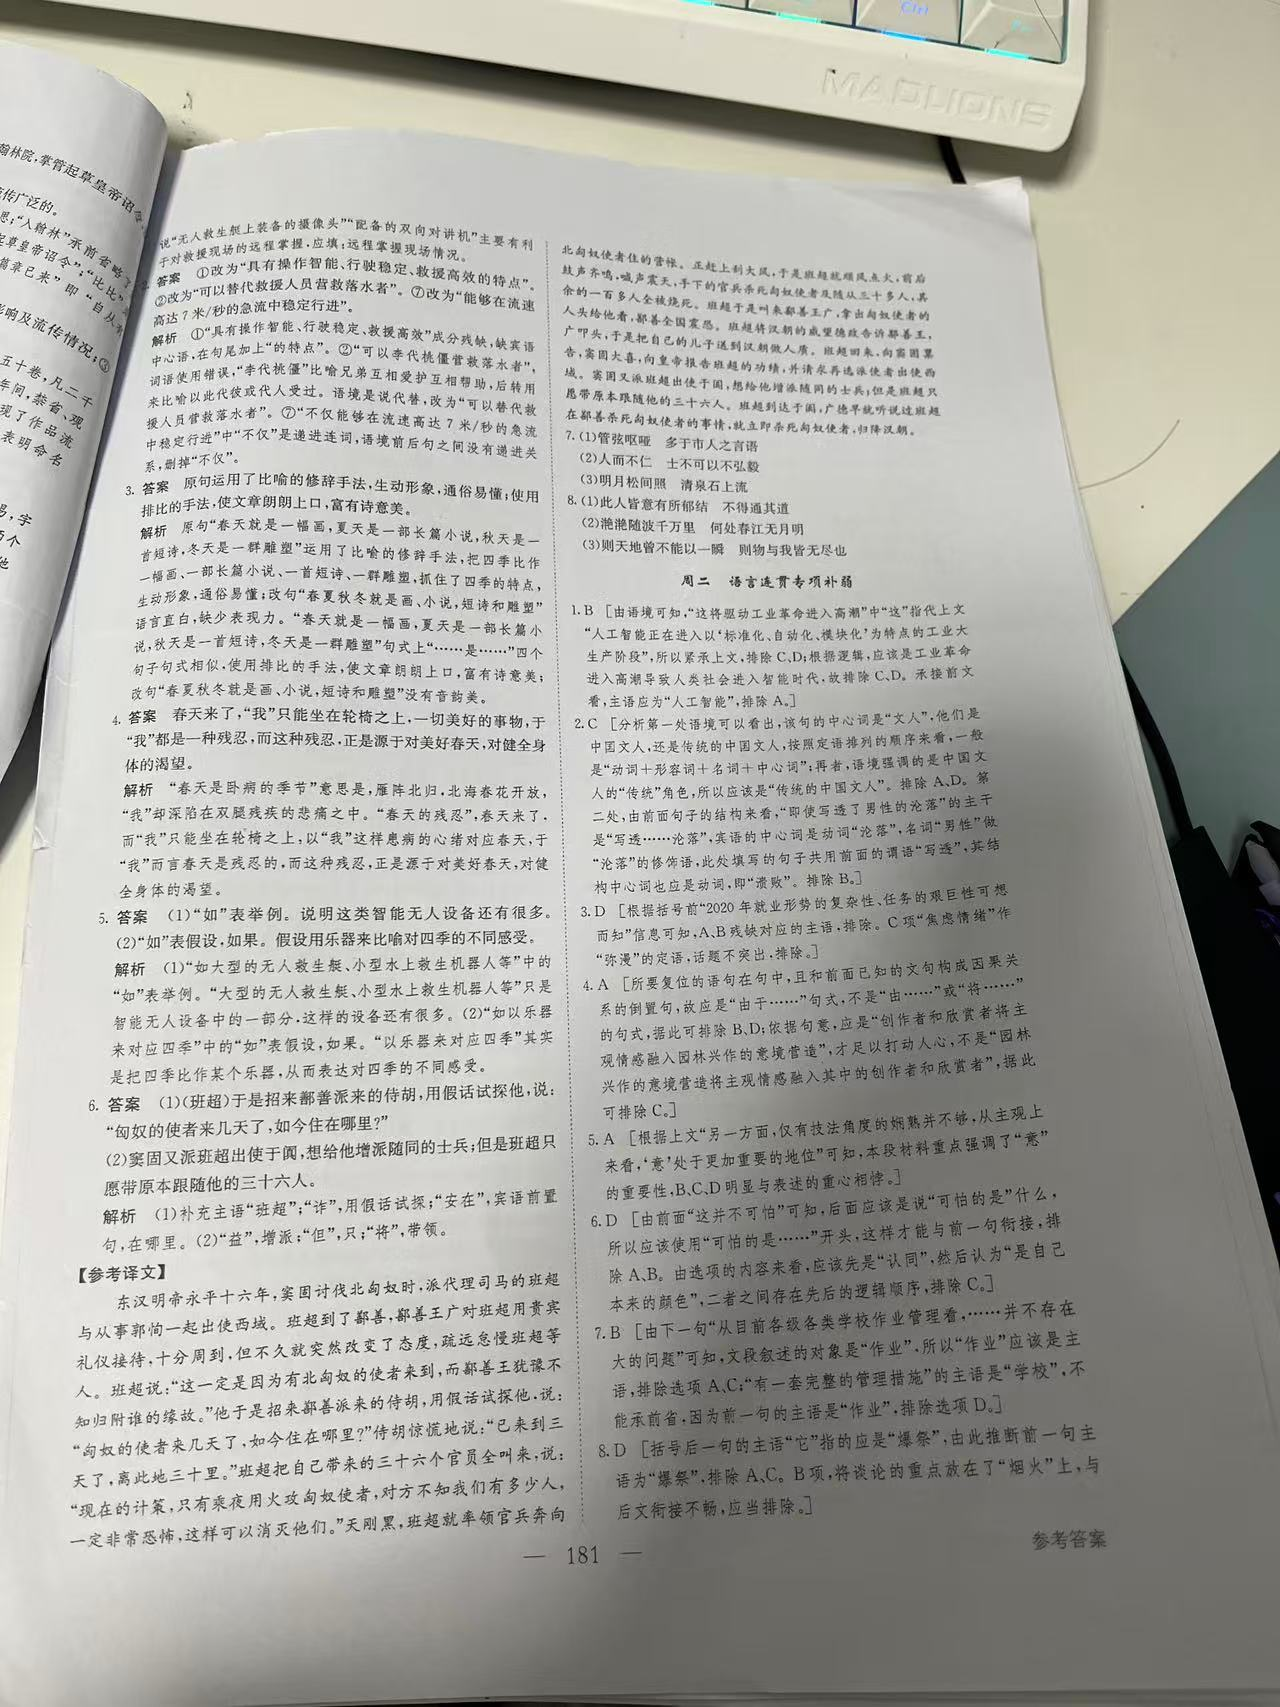 Ctrl
MADLIONS
翰林院,掌管起草皇帝诏令
传广泛的。
思;“入翰林”承前省略了
起草皇帝诏令”;“比比”
篇章已来”即“自从
影响及流传情况;③
五十卷,凡二千
年间,禁省、观
现了作品流
表明命名
易,字
两个
他
说“无人救生艇上装备的摄像头”“配备的双向对讲机”主要有利
于对救援现场的远程掌握,应填:远程掌握现场情况。
答案 ①改为“具有操作智能、行驶稳定、救援高效的特点”。
②改为“可以替代救援人员营救落水者”。⑦改为“能够在流速
高达7米/秒的急流中稳定行进”。
解析 ①“具有操作智能、行驶稳定、救援高效”成分残缺,缺宾语
中心语,在句尾加上“的特点”。②“可以李代桃僵营救落水者”,
词语使用错误,“李代桃僵”比喻兄弟互相爱护互相帮助,后转用
来比喻以此代彼或代人受过。语境是说代替,改为“可以替代救
援人员营救落水者”。⑦“不仅能够在流速高达7米/秒的急流
中稳定行进”中“不仅”是递进连词,语境前后句之间没有递进关
系,删掉“不仅”。
3. 答案 原句运用了比喻的修辞手法,生动形象,通俗易懂;使用
排比的手法,使文章朗朗上口,富有诗意美。
解析 原句“春天就是一幅画,夏天是一部长篇小说,秋天是一
首短诗,冬天是一群雕塑”运用了比喻的修辞手法,把四季比作
一幅画、一部长篇小说、一首短诗、一群雕塑,抓住了四季的特点,
生动形象,通俗易懂;改句“春夏秋冬就是画、小说,短诗和雕塑”
语言直白,缺少表现力。“春天就是一幅画,夏天是一部长篇小
说,秋天是一首短诗,冬天是一群雕塑”句式上“……是……”四个
句子句式相似,使用排比的手法,使文章朗朗上口,富有诗意美;
改句“春夏秋冬就是画、小说,短诗和雕塑”没有音韵美。
4. 答案 春天来了,“我”只能坐在轮椅之上,一切美好的事物,于
“我”都是一种残忍,而这种残忍,正是源于对美好春天,对健全身
体的渴望。
解析 “春天是卧病的季节”意思是,雁阵北归,北海春花开放,
“我”却深陷在双腿残疾的悲痛之中。“春天的残忍”,春天来了,
而“我”只能坐在轮椅之上,以“我”这样患病的心绪对应春天,于
“我”而言春天是残忍的,而这种残忍,正是源于对美好春天,对健
全身体的渴望。
5. 答案 (1)“如”表举例。说明这类智能无人设备还有很多。
(2)“如”表假设,如果。假设用乐器来比喻对四季的不同感受。
解析 (1)“如大型的无人救生艇、小型水上救生机器人等”中的
“如”表举例。“大型的无人救生艇、小型水上救生机器人等”只是
智能无人设备中的一部分,这样的设备还有很多。(2)“如以乐器
来对应四季”中的“如”表假设,如果。“以乐器来对应四季”其实
是把四季比作某个乐器,从而表达对四季的不同感受。
6. 答案 (1)(班超)于是招来鄯善派来的侍胡,用假话试探他,说:
“匈奴的使者来几天了,如今住在哪里?”
(2)窦固又派班超出使于阗,想给他增派随同的士兵;但是班超只
愿带原本跟随他的三十六人。
解析 (1)补充主语“班超”;“诈”,用假话试探;“安在”,宾语前置
句,在哪里。(2)“益”,增派;“但”,只;“将”,带领。
【参考译文】
东汉明帝永平十六年,窦固讨伐北匈奴时,派代理司马的班超
与从事郭恂一起出使西域。班超到了鄯善,鄯善王广对班超用贵宾
礼仪接待,十分周到,但不久就突然改变了态度,疏远怠慢班超等
人。班超说:“这一定是因为有北匈奴的使者来到,而鄯善王犹豫不
知归附谁的缘故。”他于是招来鄯善派来的侍胡,用假话试探他,说:
“匈奴的使者来几天了,如今住在哪里?”侍胡惊慌地说:“已来到三
天了,离此地三十里。”班超把自己带来的三十六个官员全叫来,说:
“现在的计策,只有乘夜用火攻匈奴使者,对方不知我们有多少人,
一定非常恐怖,这样可以消灭他们。”天刚黑,班超就率领官兵奔向
北匈奴使者住的营帐。正赶上刮大风,于是班超就顺风点火,前后
鼓声齐鸣,喊声震天,手下的官兵杀死匈奴使者及随从三十多人,其
余的一百多人全被烧死。班超于是叫来鄯善王广,拿出匈奴使者的
人头给他看,鄯善全国震恐。班超将汉朝的威望德政告诉鄯善王,
广叩头,于是把自己的儿子送到汉朝做人质。班超回来,向窦固禀
告,窦固大喜,向皇帝报告班超的功绩,并请求再选派使者出使西
域。窦固又派班超出使于阗,想给他增派随同的士兵;但是班超只
愿带原本跟随他的三十六人。班超到达于阗,广德早就听说过班超
在鄯善杀死匈奴使者的事情,就立即杀死匈奴使者,归降汉朝。
7. (1)管弦呕哑 多于市人之言语
(2)人而不仁 士不可以不弘毅
(3)明月松间照 清泉石上流
8. (1)此人皆意有所郁结 不得通其道
(2)滟滟随波千万里 何处春江无月明
(3)则天地曾不能以一瞬 则物与我皆无尽也
周二 语言连贯专项补弱
1. B [由语境可知,“这将驱动工业革命进入高潮”中“这”指代上文
“人工智能正在进入以‘标准化、自动化、模块化’为特点的工业大
生产阶段”,所以紧承上文,排除C、D;根据逻辑,应该是工业革命
进入高潮导致人类社会进入智能时代,故排除C、D。承接前文
看,主语应为“人工智能”,排除A。]
2. C [分析第一处语境可以看出,该句的中心词是“文人”,他们是
中国文人,还是传统的中国文人,按照定语排列的顺序来看,一般
是“动词+形容词+名词+中心词”;再者,语境强调的是中国文
人的“传统”角色,所以应该是“传统的中国文人”。排除A、D。第
二处,由前面句子的结构来看,“即使写透了男性的沦落”的主干
是“写透……沦落”,宾语的中心词是动词“沦落”,名词“男性”做
“沦落”的修饰语,此处填写的句子共用前面的谓语“写透”,其结
构中心词也应是动词,即“溃败”。排除B。]
3. D [根据括号前“2020年就业形势的复杂性、任务的艰巨性可想
而知”信息可知,A、B残缺对应的主语,排除。C项“焦虑情绪”作
“弥漫”的定语,话题不突出,排除。]
4. A [所要复位的语句在句中,且和前面已知的文句构成因果关
系的倒置句,故应是“由于……”句式,不是“由……”或“将……”
的句式,据此可排除B、D;依据句意,应是“创作者和欣赏者将主
观情感融入园林兴作的意境营造”,才足以打动人心,不是“园林
兴作的意境营造将主观情感融入其中的创作者和欣赏者”,据此
可排除C。]
5. A [根据上文“另一方面,仅有技法角度的娴熟并不够,从主观上
来看,‘意’处于更加重要的地位”可知,本段材料重点强调了“意”
的重要性,B、C、D明显与表述的重心相悖。]
6. D [由前面“这并不可怕”可知,后面应该是说“可怕的是”什么,
所以应该使用“可怕的是……”开头,这样才能与前一句衔接,排
除A、B。由选项的内容来看,应该先是“认同”,然后认为“是自己
本来的颜色”,二者之间存在先后的逻辑顺序,排除C。]
7. B [由下一句“从目前各级各类学校作业管理看,……并不存在
大的问题”可知,文段叙述的对象是“作业”,所以“作业”应该是主
语,排除选项A、C;“有一套完整的管理措施”的主语是“学校”,不
能承前省,因为前一句的主语是“作业”,排除选项D。]
8. D [括号后一句的主语“它”指的应是“爆祭”,由此推断前一句主
语为“爆祭”,排除A、C。B项,将谈论的重点放在了“烟火”上,与
后文衔接不畅,应当排除。]
— 181 —
参考答案